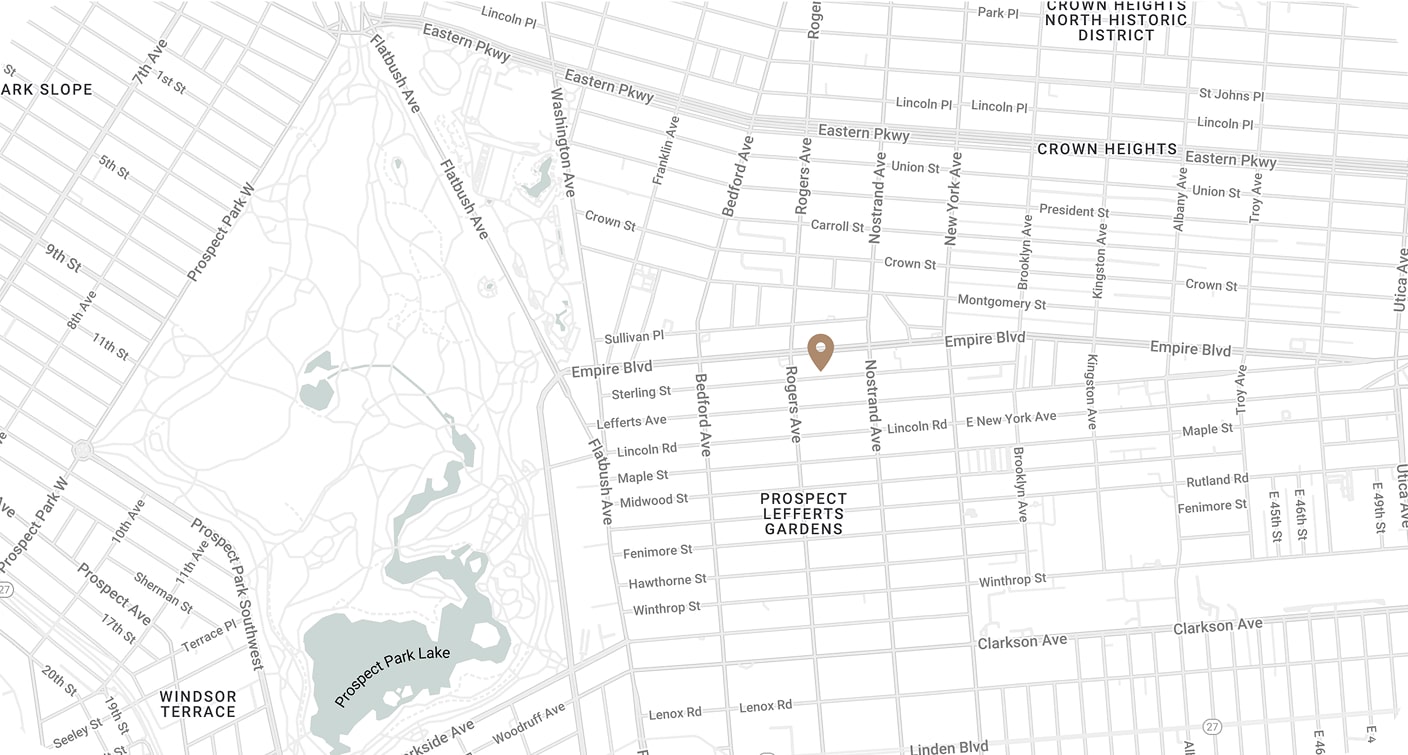 CROWN HEIGHTS
NORTH HISTORIC
DISTRICT
Park Pl
Lincoln Pl
Eastern Pkwy
Flatbush Ave
7th Ave
1st St
St
ARK SLOPE
Eastern Pkwy
Washington Ave
Lincoln Pl
Lincoln Pl
St Johns Pl
Lincoln Pl
Eastern Pkwy
CROWN HEIGHTS
Eastern Pkwy
Franklin Ave
Bedford Ave
Rogers Ave
Nostrand Ave
New York Ave
Union St
Union St
Albany Ave
Troy Ave
5th St
Prospect Park W
Flatbush Ave
Crown St
Carroll St
President St
Brooklyn Ave
Kingston Ave
Utica Ave
9th St
8th Ave
11th St
Crown St
Crown St
Montgomery St
Sullivan Pl
Empire Blvd
Empire Blvd
Empire Blvd
Sterling St
Bedford Ave
Rogers Ave
Nostrand Ave
Kingston Ave
Troy Ave
Lefferts Ave
Lincoln Rd
Lincoln Rd
E New York Ave
Maple St
Flatbush Ave
Maple St
Midwood St
PROSPECT
LEFFERTS
GARDENS
Brooklyn Ave
Rutland Rd
Fenimore St
E 45th St
E 46th St
E 49th St
Utica Ave
Prospect Park W
10th Ave
11th Ave
Prospect Park Southwest
Fenimore St
Hawthorne St
Winthrop St
Winthrop St
27
Prospect Ave
Sherman St
17th St
Terrace Pl
Clarkson Ave
Clarkson Ave
Prospect Park Lake
20th St
19th St
WINDSOR
TERRACE
Seeley St
Woodruff Ave
Lenox Rd
Lenox Rd
27
Linden Blvd